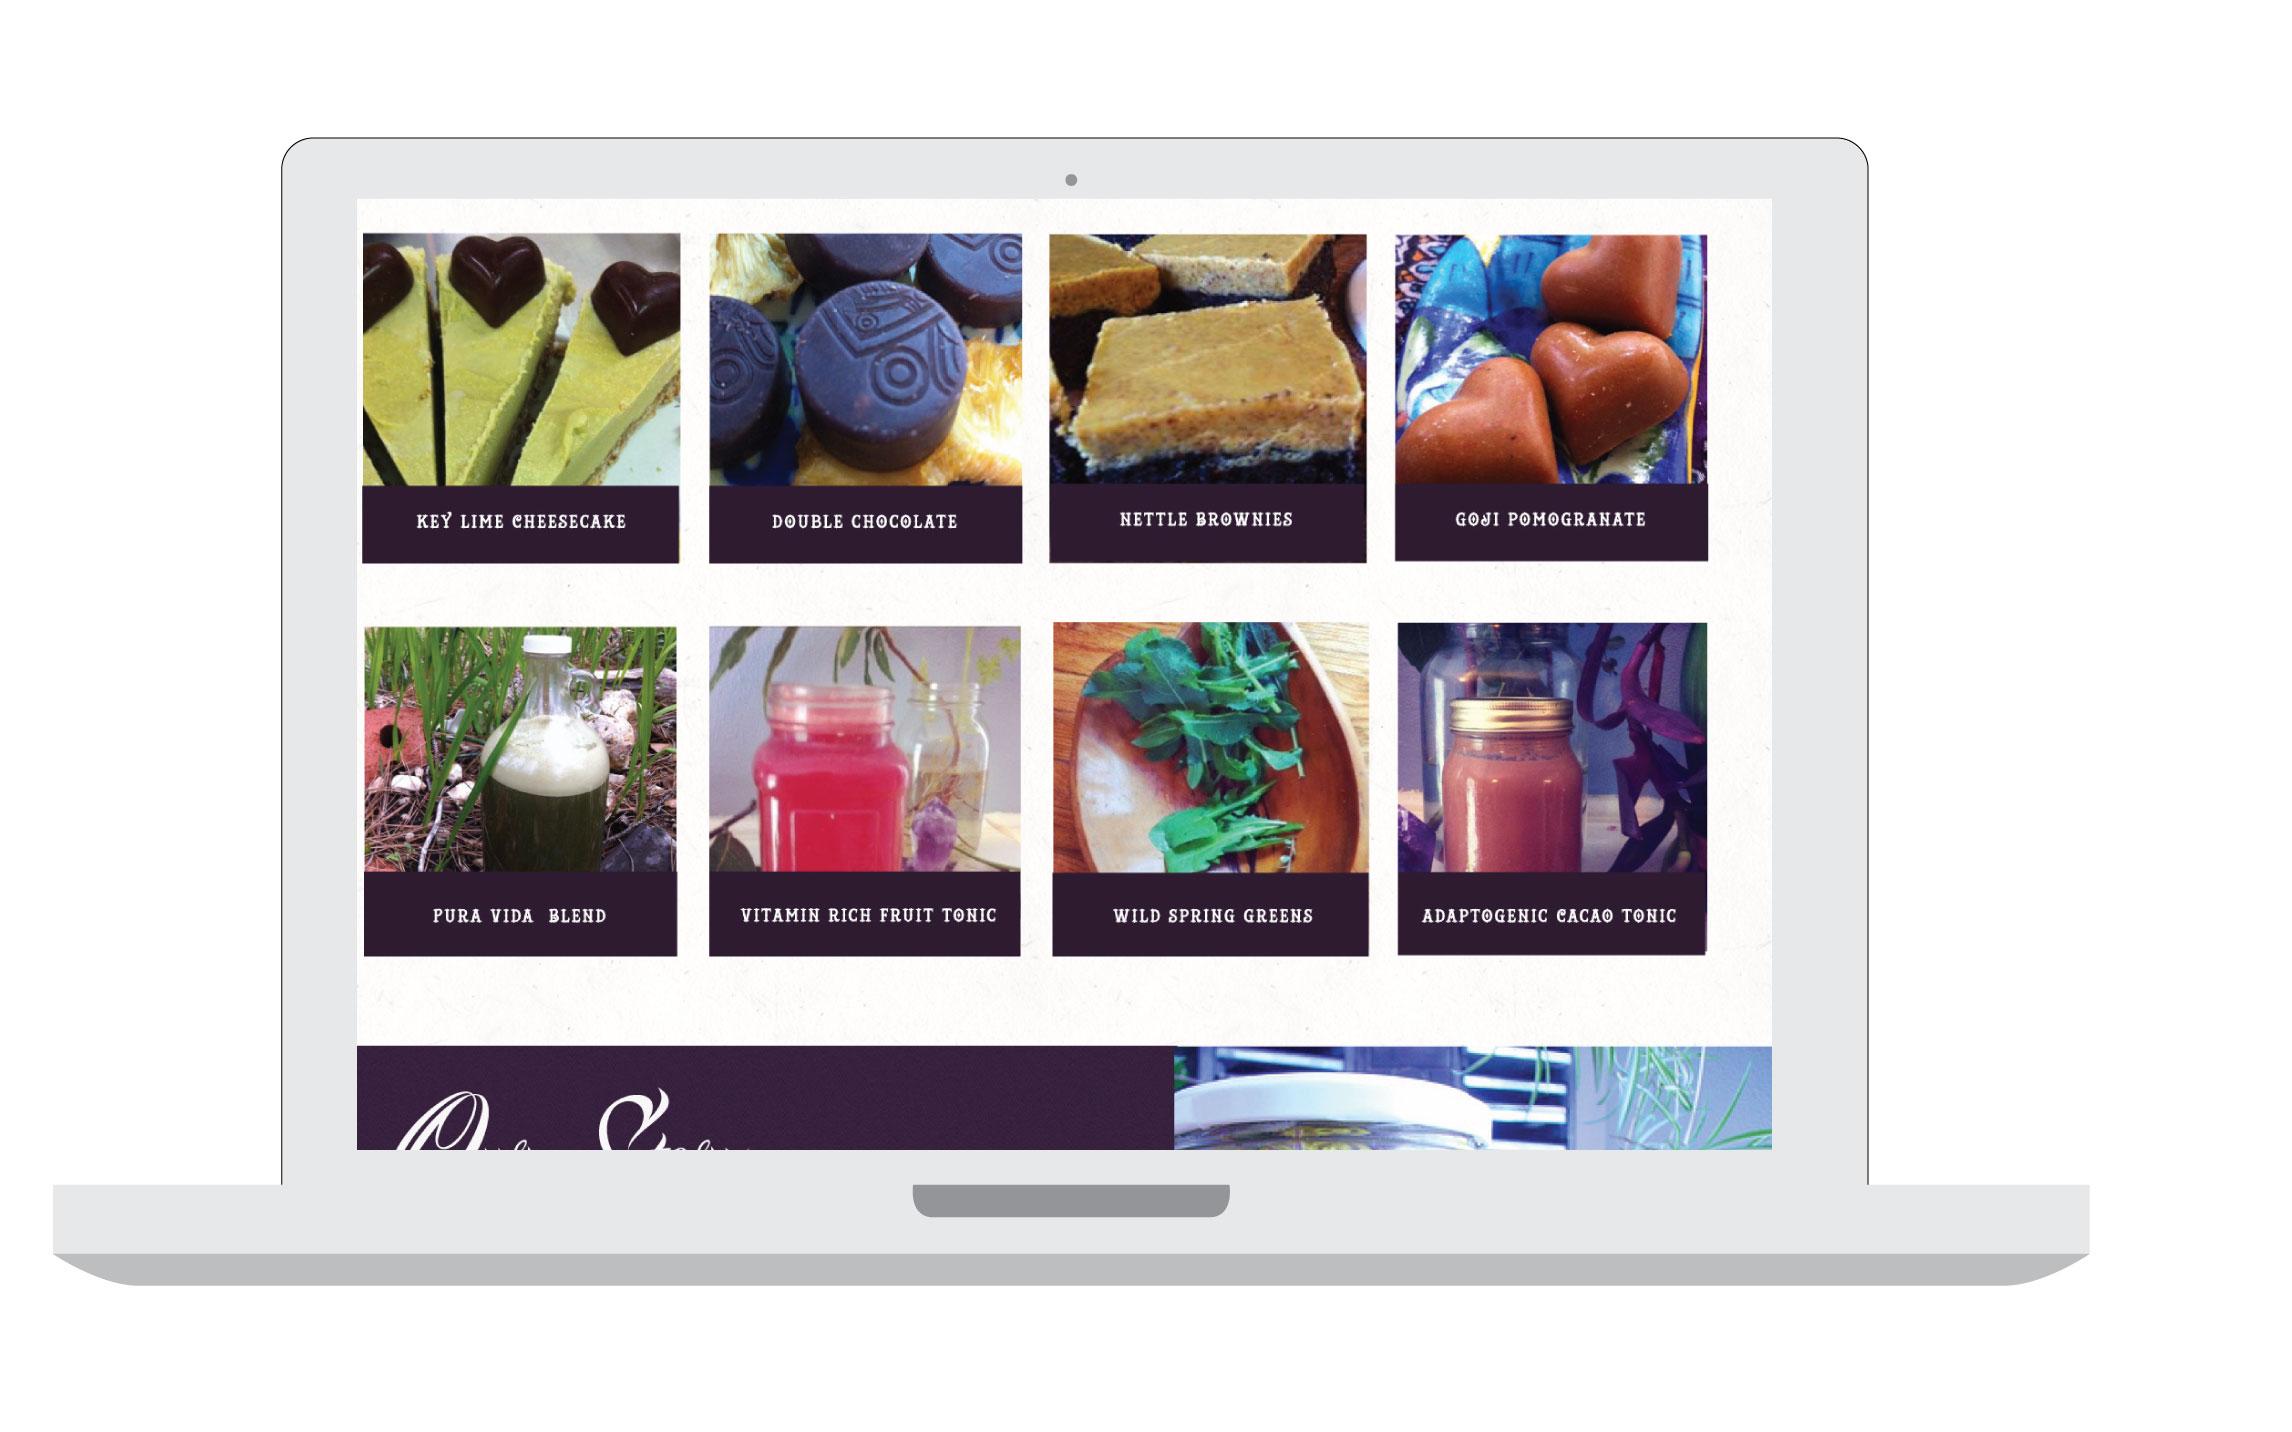 KEY LIME CHEESECAKE
DOUBLE CHOCOLATE
NETTLE BROWNIES
GOJI POMOGRANATE
PURA VIDA BLEND
VITAMIN RICH FRUIT TONIC
WILD SPRING GREENS
ADAPTOGENIC CACAO TONIC